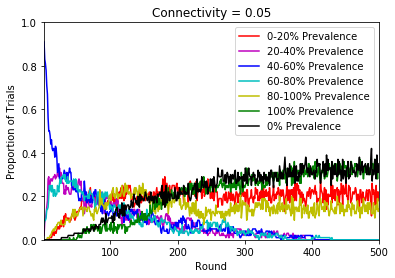 Connectivity = 0.05
1.0
0.8
0.6
0.4
0.2
0.0
Proportion of Trials
0-20% Prevalence
20-40% Prevalence
40-60% Prevalence
60-80% Prevalence
80-100% Prevalence
100% Prevalence
0% Prevalence
100 200 300 400 500
Round